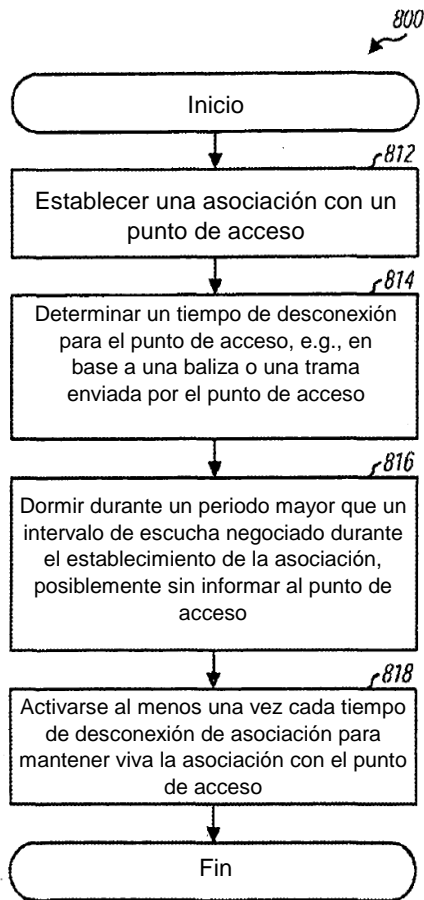 800
Inicio
812
Establecer una asociación con un
punto de acceso
814
Determinar un tiempo de desconexión
para el punto de acceso, e.g., en
base a una baliza o una trama
enviada por el punto de acceso
816
Dormir durante un periodo mayor que un
intervalo de escucha negociado durante
el establecimiento de la asociación,
posiblemente sin informar al punto de
acceso
818
Activarse al menos una vez cada tiempo
de desconexión de asociación para
mantener viva la asociación con el punto
de acceso
Fin